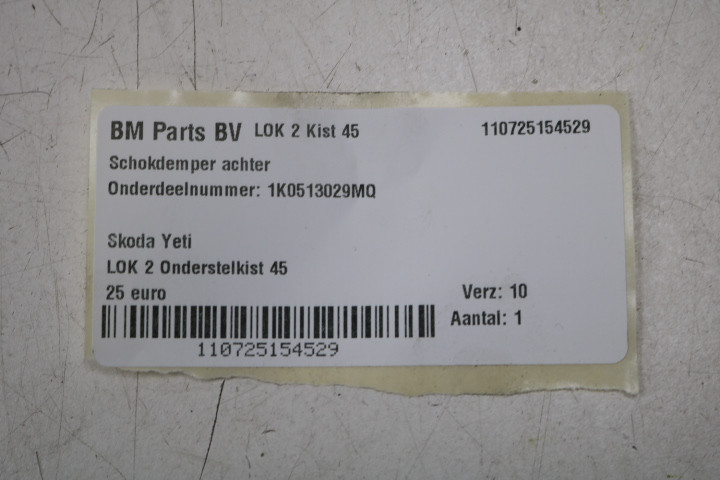 BM Parts BV LOK 2 Kist 45 110725154529
Schokdemper achter
Onderdeelnummer: 1K0513029MQ
Skoda Yeti
LOK 2 Onderstelkist 45
25 euro Verz: 10
Aantal: 1
110725154529